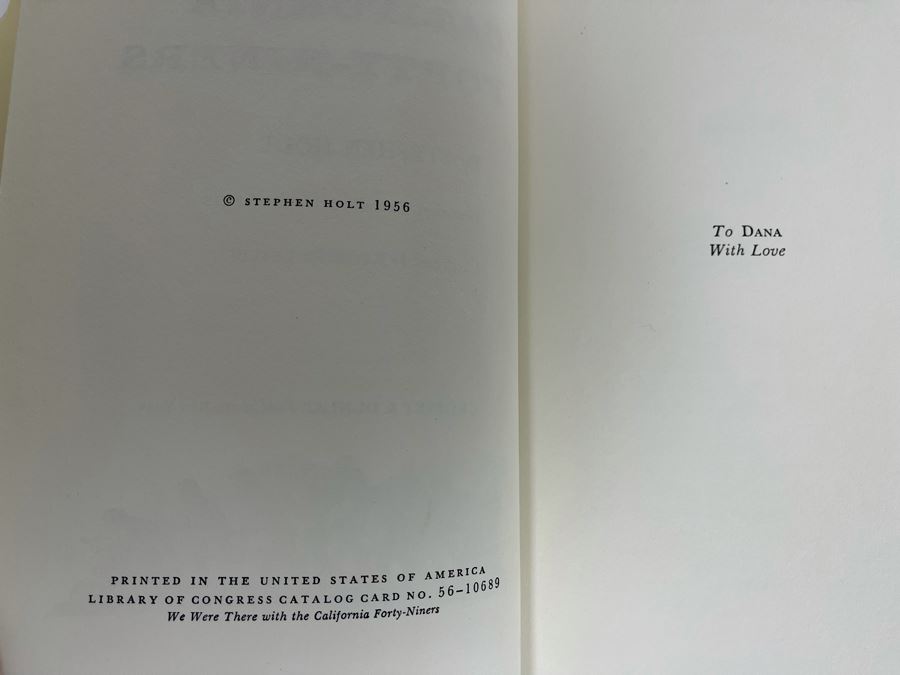 © STEPHEN HOLT 1956
PRINTED IN THE UNITED STATES OF AMERICA
LIBRARY OF CONGRESS CATALOG CARD NO. 56-10689
We Were There with the California Forty-Niners
To DANA
With Love